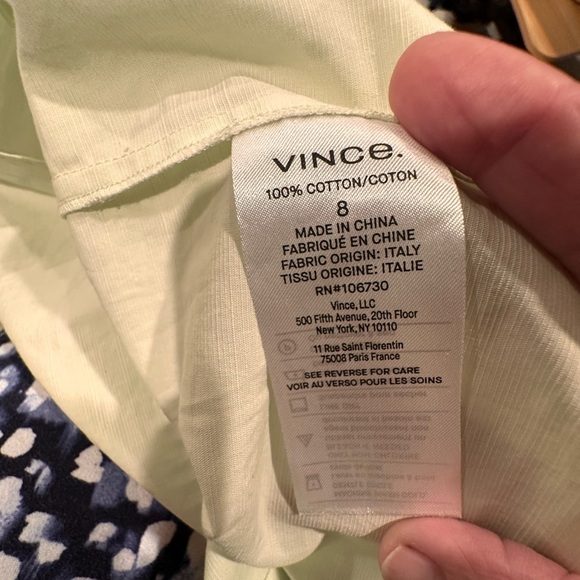 VINCe.
100% COTTON/COTON
8
MADE IN CHINA
FABRIQUÉ EN CHINE
FABRIC ORIGIN: ITALY
TISSU ORIGINE: ITALIE
RN#106730
Vince, LLC
500 Fifth Avenue, 20th Floor
New York, NY 10110
11 Rue Saint Florentin
75008 Paris France
SEE REVERSE FOR CARE
VOIR AU VERSO POUR LES SOINS